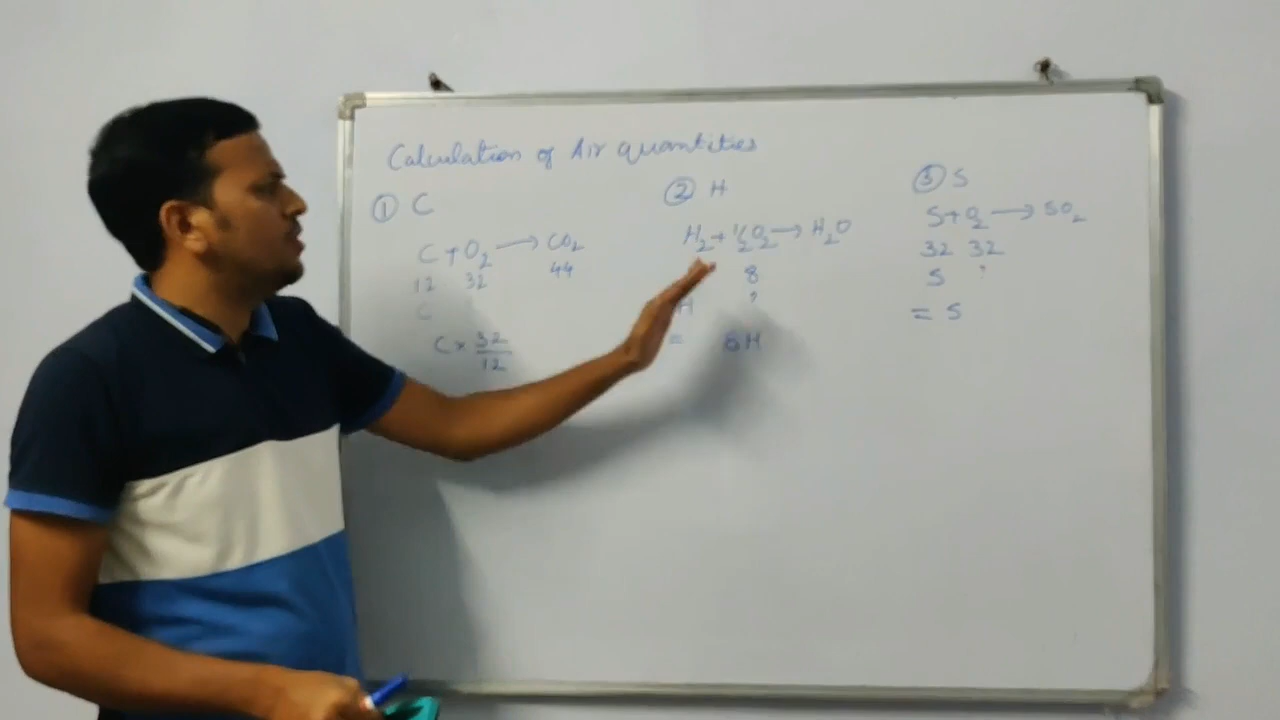 Calculation of Air quantities
① C
C + O₂ → CO₂
12 32 44
C
C × 32/12
② H
H₂ + ½O₂ → H₂O
8
H ?
= 8H
③ S
S + O₂ → SO₂
32 32
S ?
= S